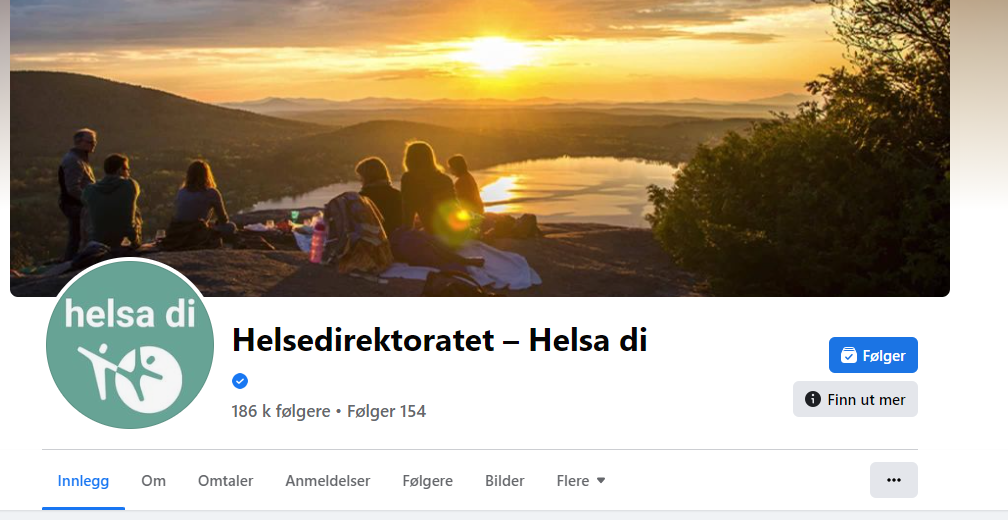 helsa di
Helsedirektoratet – Helsa di
186 k følgere • Følger 154
Følger
Finn ut mer
Innlegg
Om
Omtaler
Anmeldelser
Følgere
Bilder
Flere